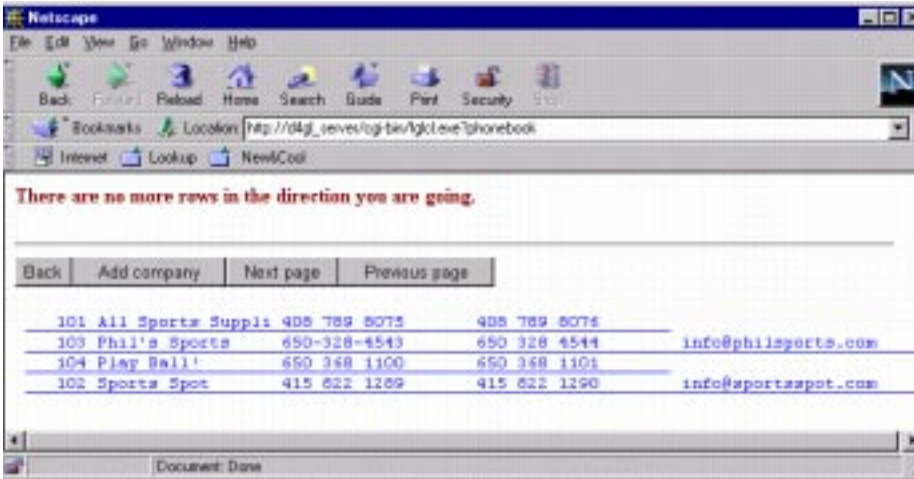 Netscape
File Edit View Go Window Help
Back Forward Reload Home Search Guide Print Security Stop
N
Bookmarks Location: http://d4gl_server/cgi-bin/fglcl.exe?phonebook
Internet Lookup New&Cool
There are no more rows in the direction you are going.
Back Add company Next page Previous page
101 All Sports Suppli 408 789 8075 408 789 8076
103 Phil's Sports 650-328-4543 650 328 4544 info@philsports.com
104 Play Ball! 650 368 1100 650 368 1101
102 Sports Spot 415 822 1289 415 822 1290 info@sportsspot.com
Document: Done